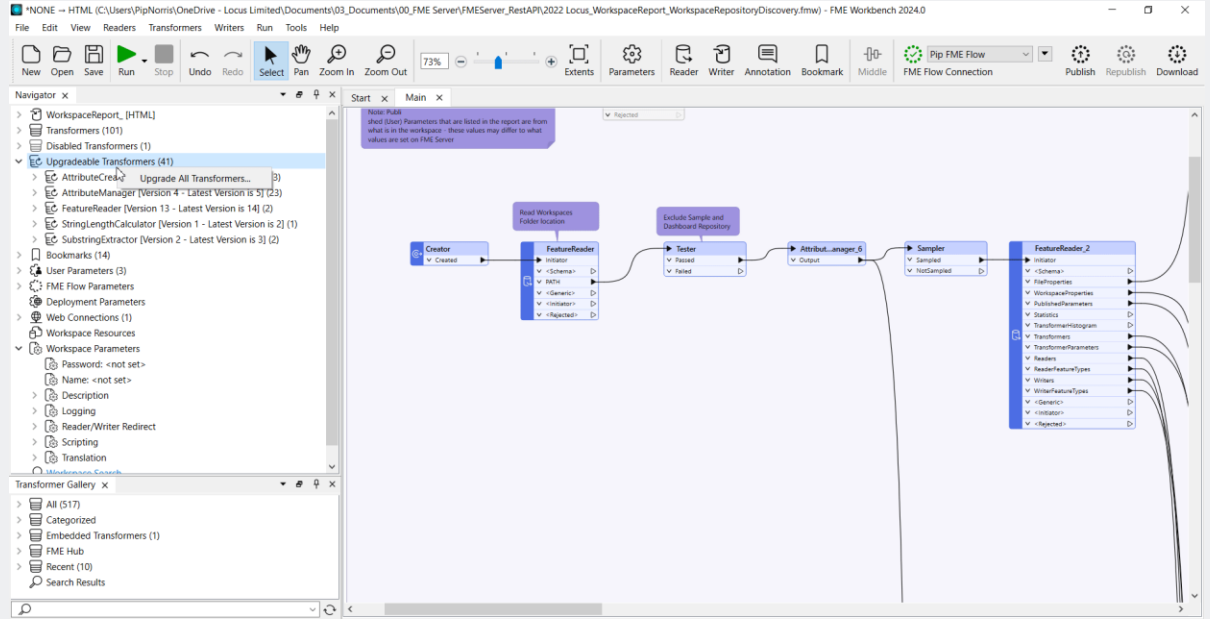 *NONE → HTML (C:\Users\PipNorris\OneDrive - Locus Limited\Documents\03_Documents\00_FME Server\FMEServer_RestAPI\2022 Locus_WorkspaceReport_WorkspaceRepositoryDiscovery.fmw) - FME Workbench 2024.0
File Edit View Readers Transformers Writers Run Tools Help
New Open Save Run Stop Undo Redo Select Pan Zoom In Zoom Out 73% Extents Parameters Reader Writer Annotation Bookmark Middle FME Flow Connection Pip FME Flow Publish Republish Download
Navigator
WorkspaceReport_ [HTML]
Transformers (101)
Disabled Transformers (1)
Upgradeable Transformers (41)
AttributeCrea 3)
Upgrade All Transformers...
AttributeManager [Version 4 - Latest Version is 5] (23)
FeatureReader [Version 13 - Latest Version is 14] (2)
StringLengthCalculator [Version 1 - Latest Version is 2] (1)
SubstringExtractor [Version 2 - Latest Version is 3] (2)
Bookmarks (14)
User Parameters (3)
FME Flow Parameters
Deployment Parameters
Web Connections (1)
Workspace Resources
Workspace Parameters
Password: <not set>
Name: <not set>
Description
Logging
Reader/Writer Redirect
Scripting
Translation
Workspace Search
Transformer Gallery
All (517)
Categorized
Embedded Transformers (1)
FME Hub
Recent (10)
Search Results
Start Main
Note: Publi
shed (User) Parameters that are listed in the report are from
what is in the workspace - these values may differ to what
values are set on FME Server
Rejected
Read Workspaces
Folder location
Exclude Sample and
Dashboard Repository
Creator
Created
FeatureReader
Initiator
<Schema>
PATH
<Generic>
<Initiator>
<Rejected>
Tester
Passed
Failed
Attribut...anager_6
Output
Sampler
Sampled
NotSampled
FeatureReader_2
Initiator
<Schema>
FileProperties
WorkspaceProperties
PublishedParameters
Statistics
TransformerHistogram
Transformers
TransformerParameters
Readers
ReaderFeatureTypes
Writers
WriterFeatureTypes
<Generic>
<Initiator>
<Rejected>